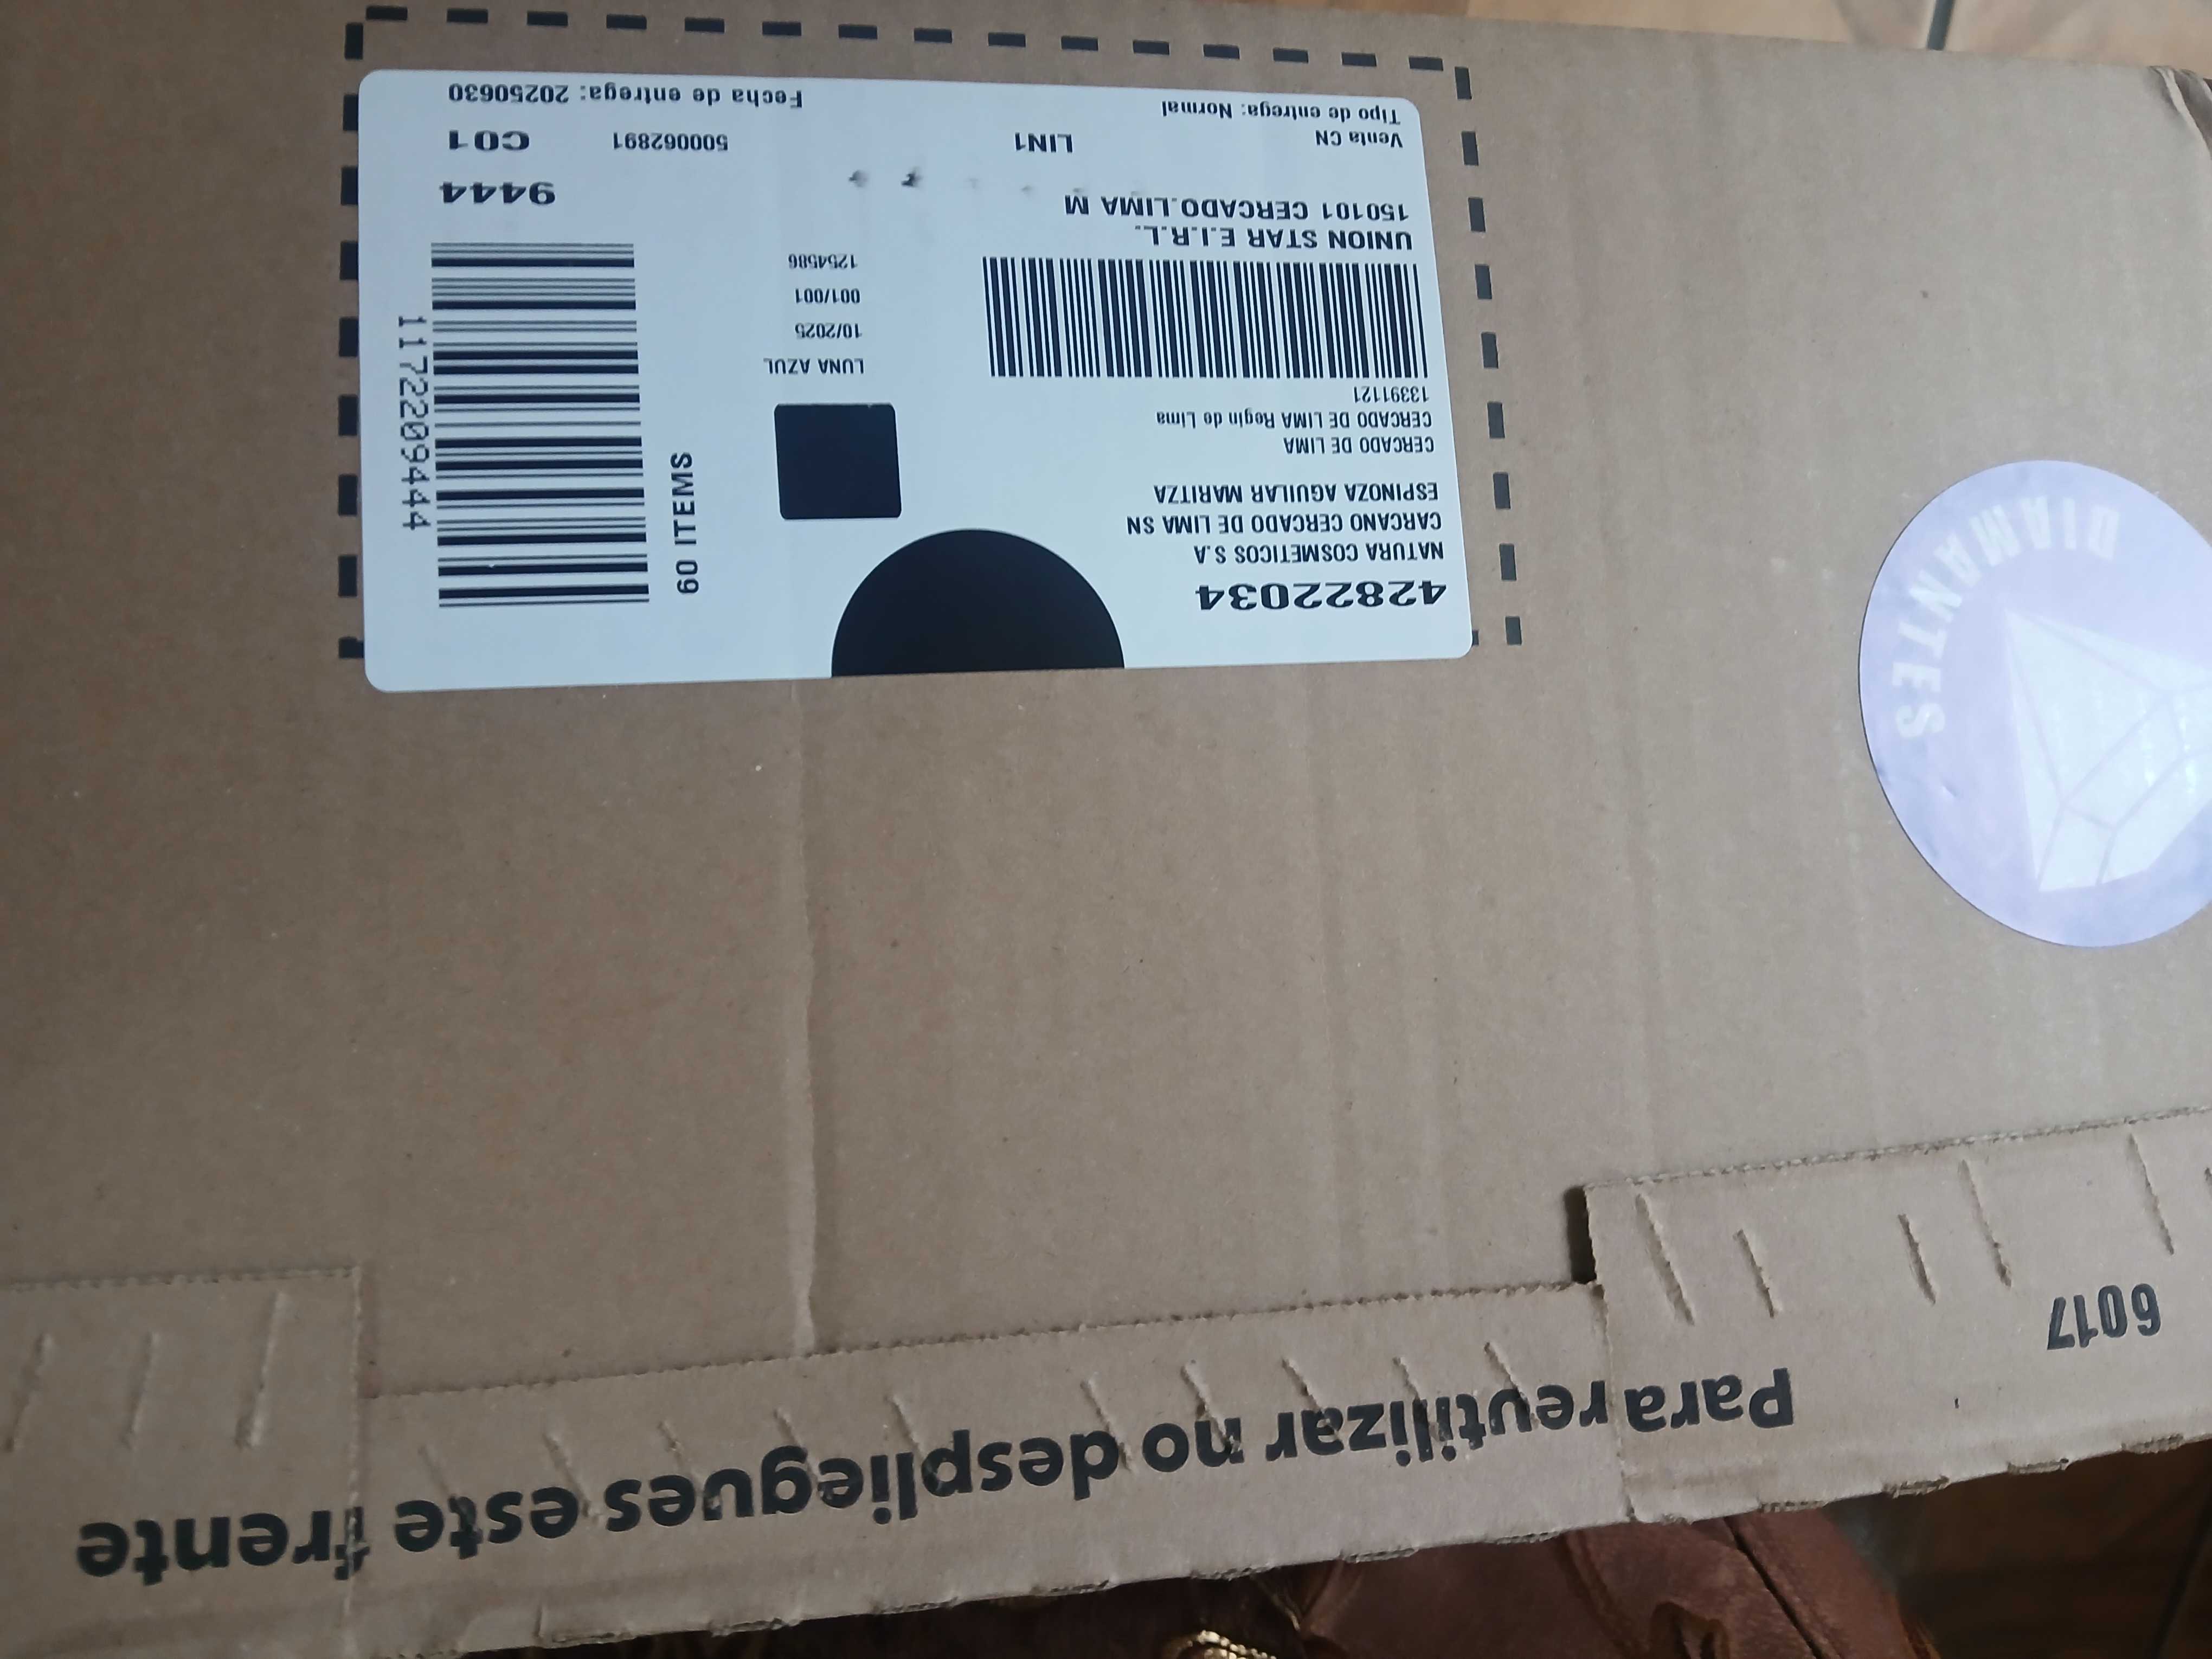 42822034
NATURA COSMETICOS S.A
CARCANO CERCADO DE LIMA SN
ESPINOZA AGUILAR MARITZA
CERCADO DE LIMA
CERCADO DE LIMA Regin de Lima
13391121
UNION STAR E.I.R.L.
150101 CERCADO.LIMA M
Venta CN
LIN1
Tipo de entrega: Normal
LUNA AZUL
10/2025
001/001
1254586
60 ITEMS
11722209444
9444
500062891
C01
Fecha de entrega: 20250630
DIAMANTES
6017
Para reutilizar no despliegues este frente